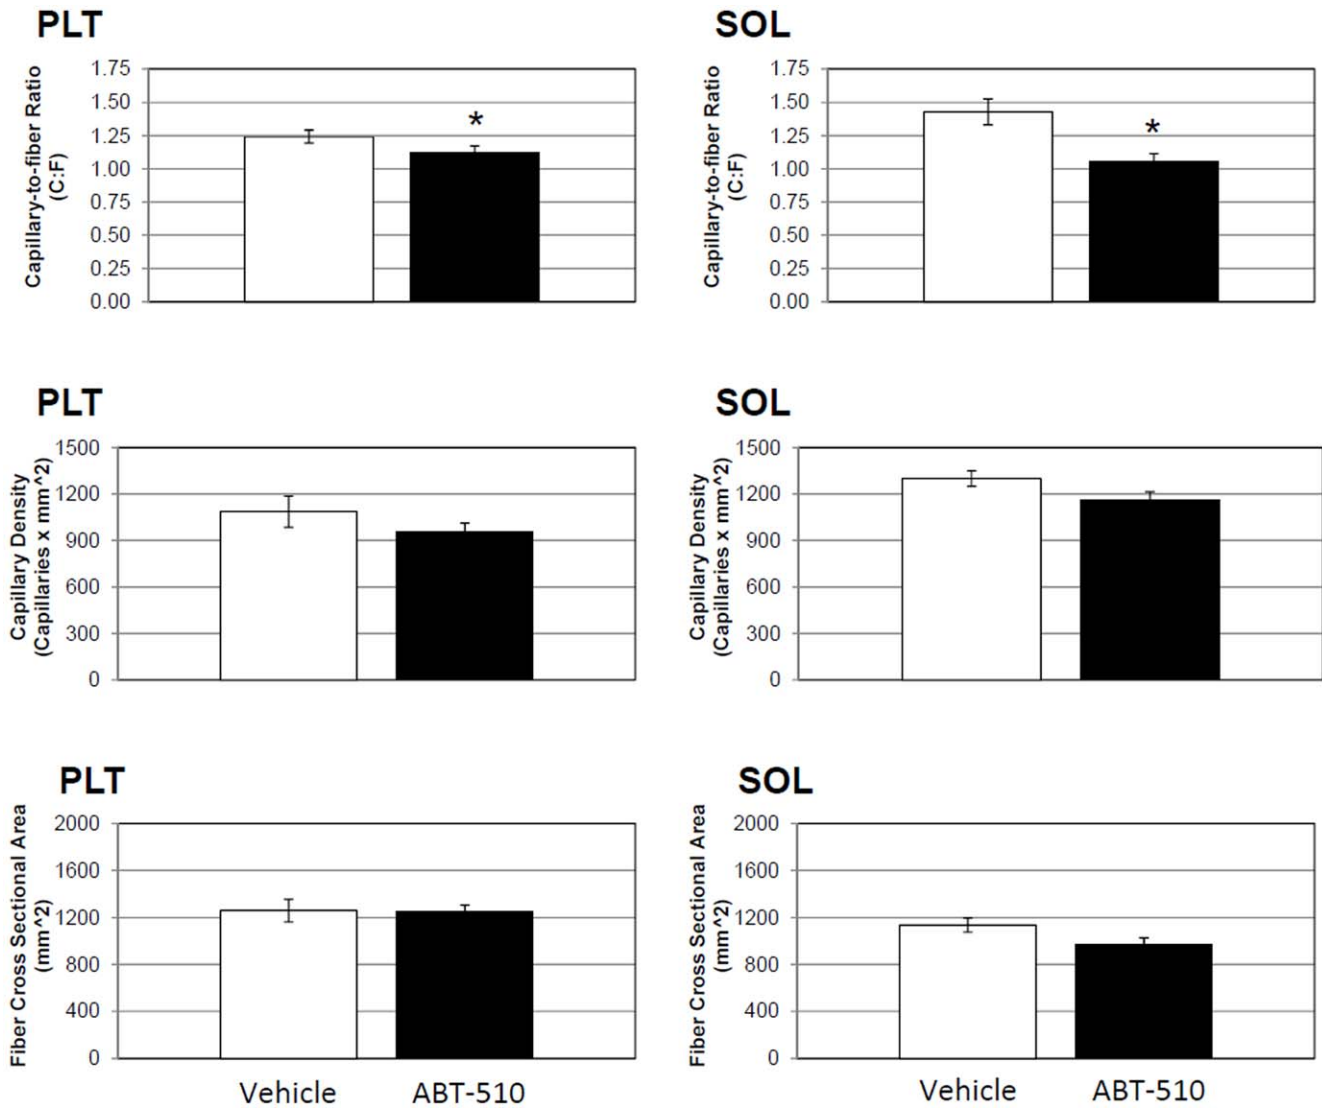 PLT
Capillary-to-fiber Ratio
(C:F)
1.75
1.50
1.25
1.00
0.75
0.50
0.25
0.00
*
SOL
Capillary-to-fiber Ratio
(C:F)
1.75
1.50
1.25
1.00
0.75
0.50
0.25
0.00
*
PLT
Capillary Density
(Capillaries x mm^2)
1500
1200
900
600
300
0
SOL
Capillary Density
(Capillaries x mm^2)
1500
1200
900
600
300
0
PLT
Fiber Cross Sectional Area
(mm^2)
2000
1600
1200
800
400
0
Vehicle ABT-510
SOL
Fiber Cross Sectional Area
(mm^2)
2000
1600
1200
800
400
0
Vehicle ABT-510